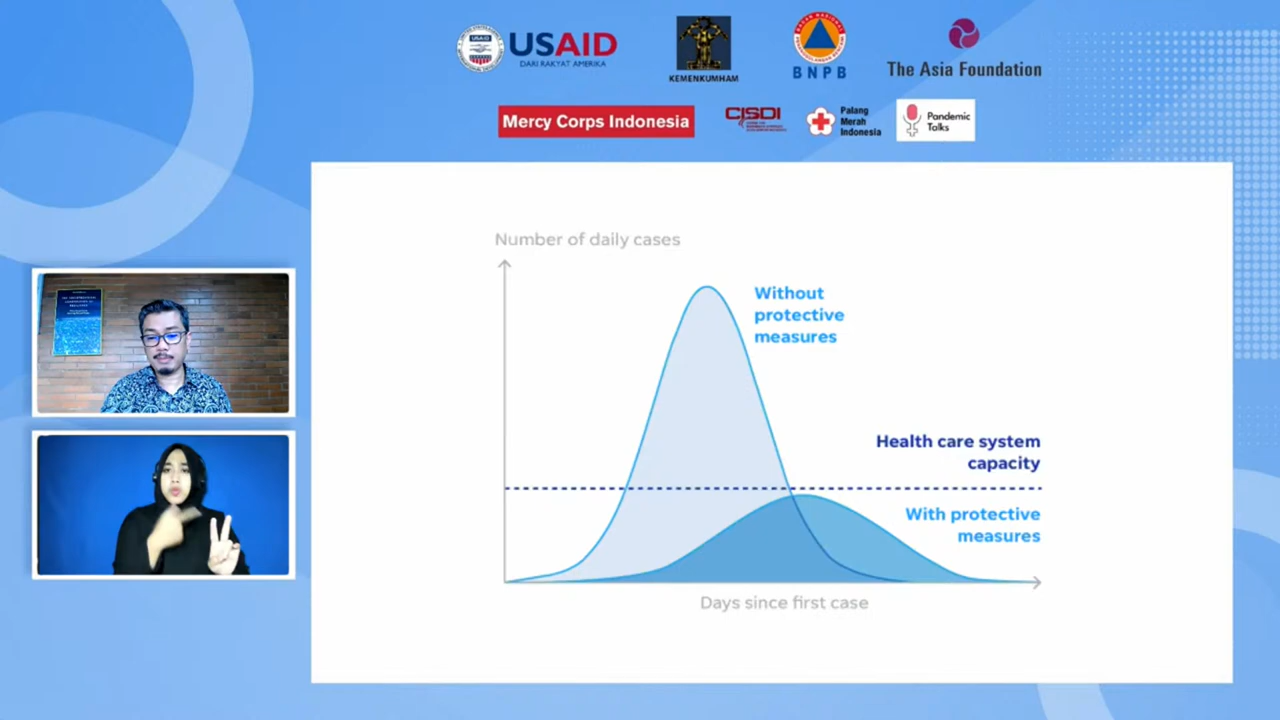 USAID
DARI RAKYAT AMERIKA
KEMENKUMHAM
BNPB
The Asia Foundation
Mercy Corps Indonesia
CISDI
Palang
Merah
Indonesia
Pandemic
Talks
Number of daily cases
Without
protective
measures
Health care system
capacity
With protective
measures
Days since first case